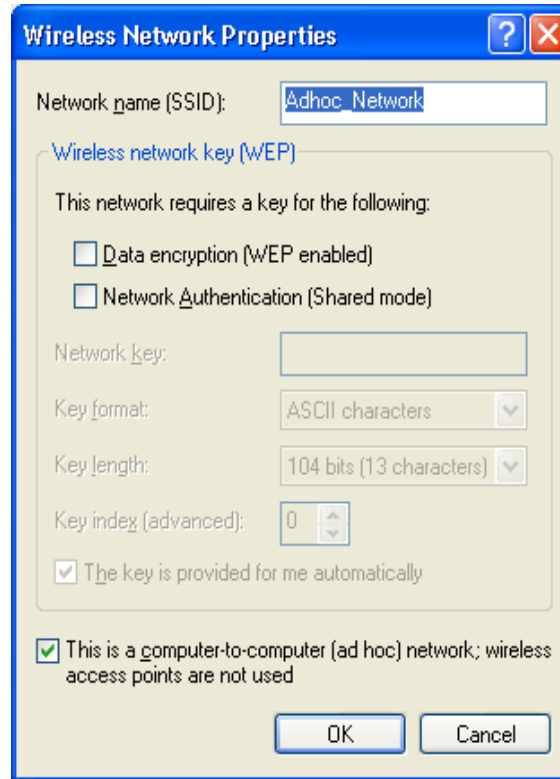 Wireless Network Properties
Network name (SSID):
Adhoc_Network
Wireless network key (WEP)
This network requires a key for the following:
Data encryption (WEP enabled)
Network Authentication (Shared mode)
Network key:
Key format:
ASCII characters
Key length:
104 bits (13 characters)
Key index (advanced):
0
The key is provided for me automatically
This is a computer-to-computer (ad hoc) network; wireless
access points are not used
OK
Cancel